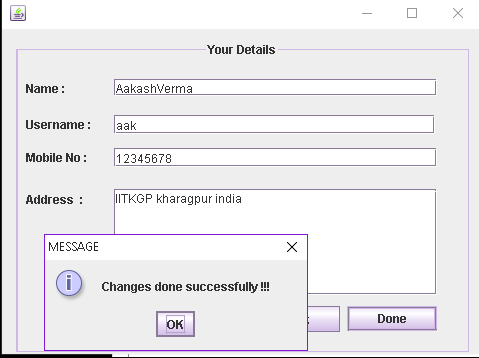 Your Details
Name : AakashVerma
Username : aak
Mobile No : 12345678
Address : IITKGP kharagpur india
MESSAGE
Changes done successfully !!!
OK
Done